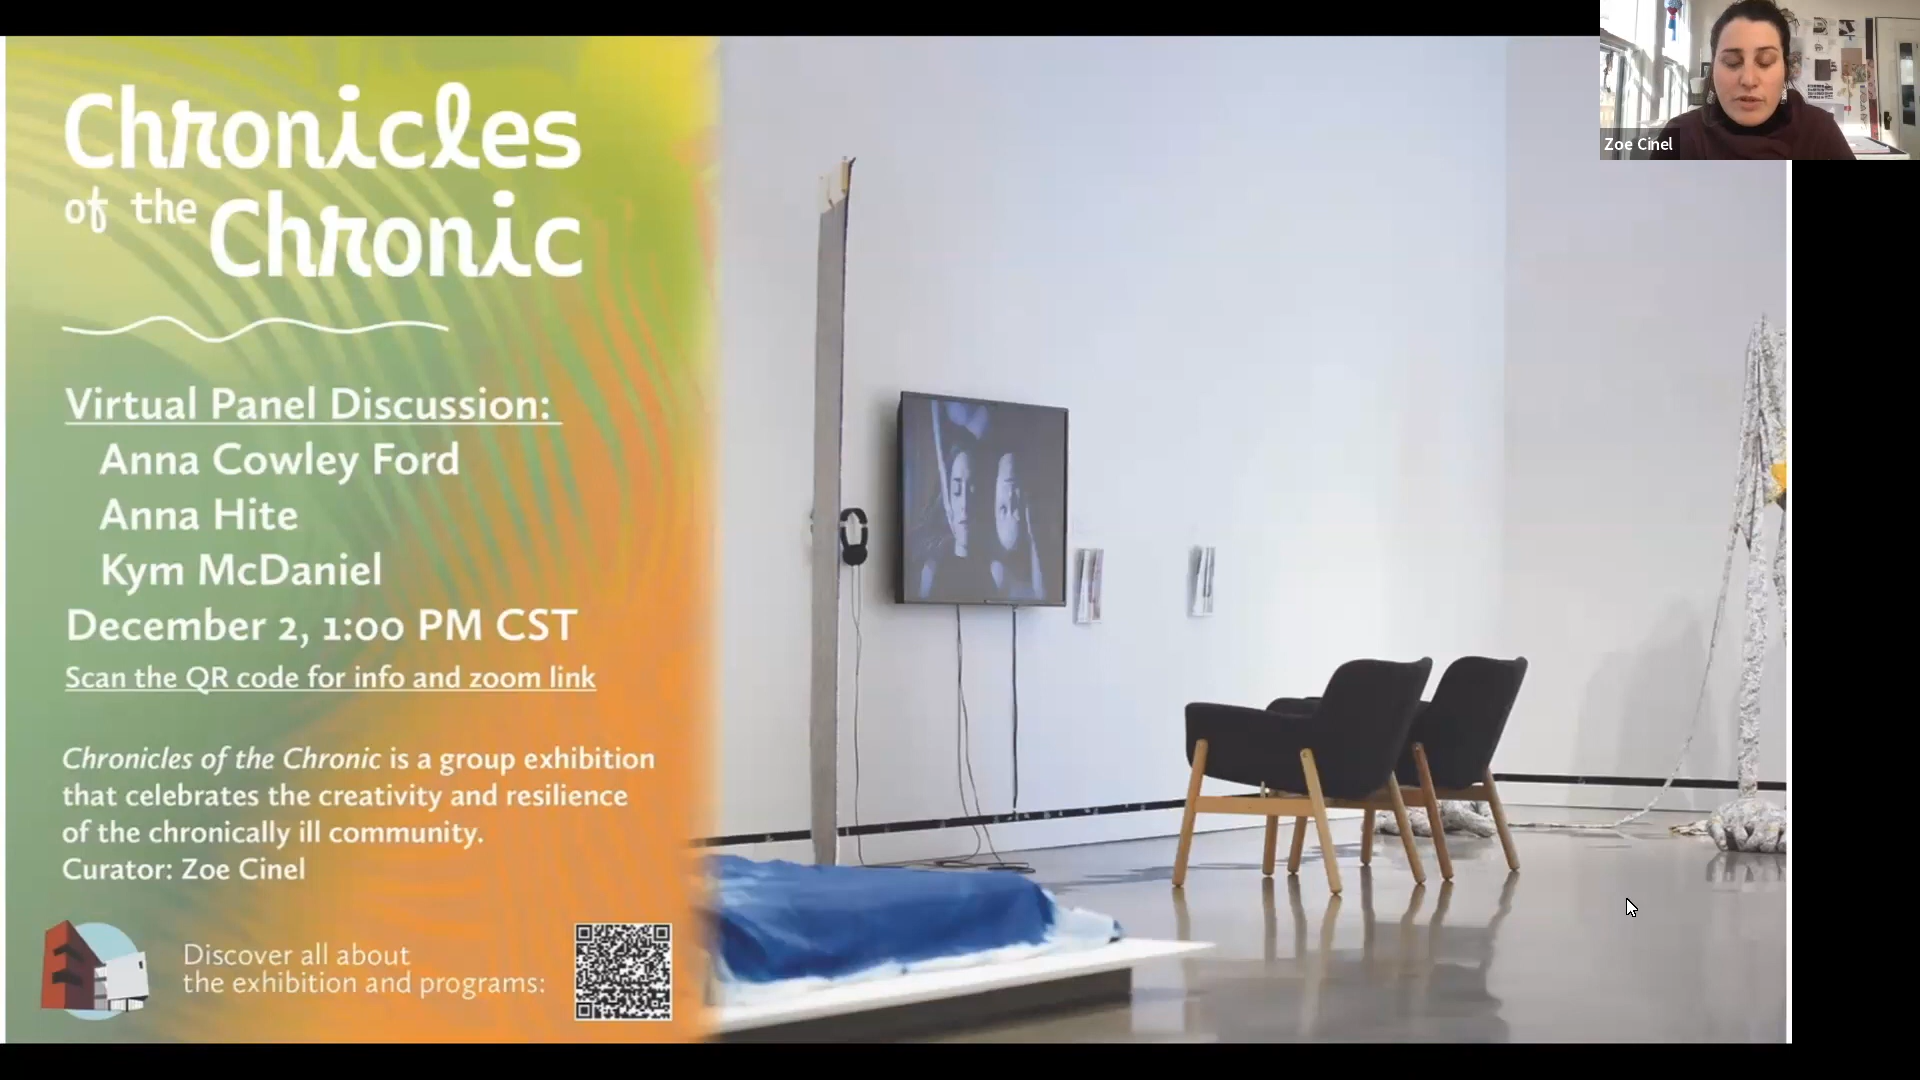 Chronicles
of the Chronic
Virtual Panel Discussion:
Anna Cowley Ford
Anna Hite
Kym McDaniel
December 2, 1:00 PM CST
Scan the QR code for info and zoom link
Chronicles of the Chronic is a group exhibition
that celebrates the creativity and resilience
of the chronically ill community.
Curator: Zoe Cinel
Discover all about
the exhibition and programs:
Zoe Cinel